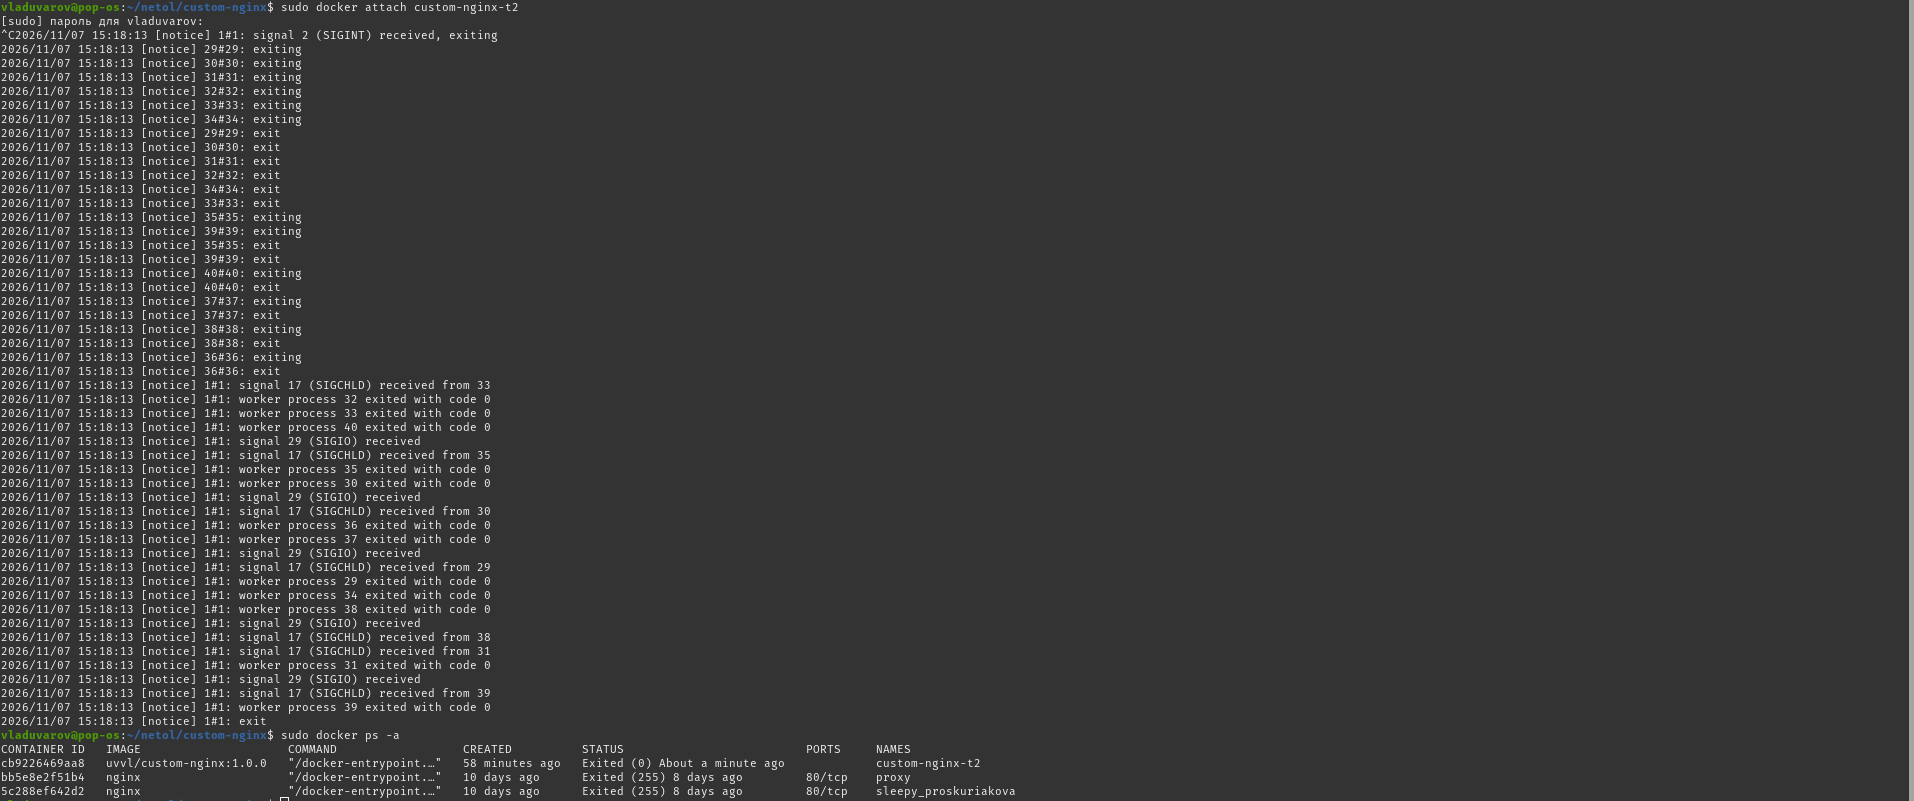 vladuvarov@pop-os:~/netol/custom-nginx$ sudo docker attach custom-nginx-t2
[sudo] пароль для vladuvarov:
^C2026/11/07 15:18:13 [notice] 1#1: signal 2 (SIGINT) received, exiting
2026/11/07 15:18:13 [notice] 29#29: exiting
2026/11/07 15:18:13 [notice] 30#30: exiting
2026/11/07 15:18:13 [notice] 31#31: exiting
2026/11/07 15:18:13 [notice] 32#32: exiting
2026/11/07 15:18:13 [notice] 33#33: exiting
2026/11/07 15:18:13 [notice] 34#34: exiting
2026/11/07 15:18:13 [notice] 29#29: exit
2026/11/07 15:18:13 [notice] 30#30: exit
2026/11/07 15:18:13 [notice] 31#31: exit
2026/11/07 15:18:13 [notice] 32#32: exit
2026/11/07 15:18:13 [notice] 34#34: exit
2026/11/07 15:18:13 [notice] 33#33: exit
2026/11/07 15:18:13 [notice] 35#35: exiting
2026/11/07 15:18:13 [notice] 39#39: exiting
2026/11/07 15:18:13 [notice] 35#35: exit
2026/11/07 15:18:13 [notice] 39#39: exit
2026/11/07 15:18:13 [notice] 40#40: exiting
2026/11/07 15:18:13 [notice] 40#40: exit
2026/11/07 15:18:13 [notice] 37#37: exiting
2026/11/07 15:18:13 [notice] 37#37: exit
2026/11/07 15:18:13 [notice] 38#38: exiting
2026/11/07 15:18:13 [notice] 38#38: exit
2026/11/07 15:18:13 [notice] 36#36: exiting
2026/11/07 15:18:13 [notice] 36#36: exit
2026/11/07 15:18:13 [notice] 1#1: signal 17 (SIGCHLD) received from 33
2026/11/07 15:18:13 [notice] 1#1: worker process 32 exited with code 0
2026/11/07 15:18:13 [notice] 1#1: worker process 33 exited with code 0
2026/11/07 15:18:13 [notice] 1#1: worker process 40 exited with code 0
2026/11/07 15:18:13 [notice] 1#1: signal 29 (SIGIO) received
2026/11/07 15:18:13 [notice] 1#1: signal 17 (SIGCHLD) received from 35
2026/11/07 15:18:13 [notice] 1#1: worker process 35 exited with code 0
2026/11/07 15:18:13 [notice] 1#1: worker process 30 exited with code 0
2026/11/07 15:18:13 [notice] 1#1: signal 29 (SIGIO) received
2026/11/07 15:18:13 [notice] 1#1: signal 17 (SIGCHLD) received from 30
2026/11/07 15:18:13 [notice] 1#1: worker process 36 exited with code 0
2026/11/07 15:18:13 [notice] 1#1: worker process 37 exited with code 0
2026/11/07 15:18:13 [notice] 1#1: signal 29 (SIGIO) received
2026/11/07 15:18:13 [notice] 1#1: signal 17 (SIGCHLD) received from 29
2026/11/07 15:18:13 [notice] 1#1: worker process 29 exited with code 0
2026/11/07 15:18:13 [notice] 1#1: worker process 34 exited with code 0
2026/11/07 15:18:13 [notice] 1#1: worker process 38 exited with code 0
2026/11/07 15:18:13 [notice] 1#1: signal 29 (SIGIO) received
2026/11/07 15:18:13 [notice] 1#1: signal 17 (SIGCHLD) received from 38
2026/11/07 15:18:13 [notice] 1#1: signal 17 (SIGCHLD) received from 31
2026/11/07 15:18:13 [notice] 1#1: worker process 31 exited with code 0
2026/11/07 15:18:13 [notice] 1#1: signal 29 (SIGIO) received
2026/11/07 15:18:13 [notice] 1#1: signal 17 (SIGCHLD) received from 39
2026/11/07 15:18:13 [notice] 1#1: worker process 39 exited with code 0
2026/11/07 15:18:13 [notice] 1#1: exit
vladuvarov@pop-os:~/netol/custom-nginx$ sudo docker ps -a
CONTAINER ID   IMAGE                     COMMAND                  CREATED          STATUS                          PORTS     NAMES
cb9226469aa8   uvvl/custom-nginx:1.0.0   "/docker-entrypoint.…"   58 minutes ago   Exited (0) About a minute ago             custom-nginx-t2
bb5e8e2f51b4   nginx                     "/docker-entrypoint.…"   10 days ago      Exited (255) 8 days ago         80/tcp    proxy
5c288ef642d2   nginx                     "/docker-entrypoint.…"   10 days ago      Exited (255) 8 days ago         80/tcp    sleepy_proskuriakova